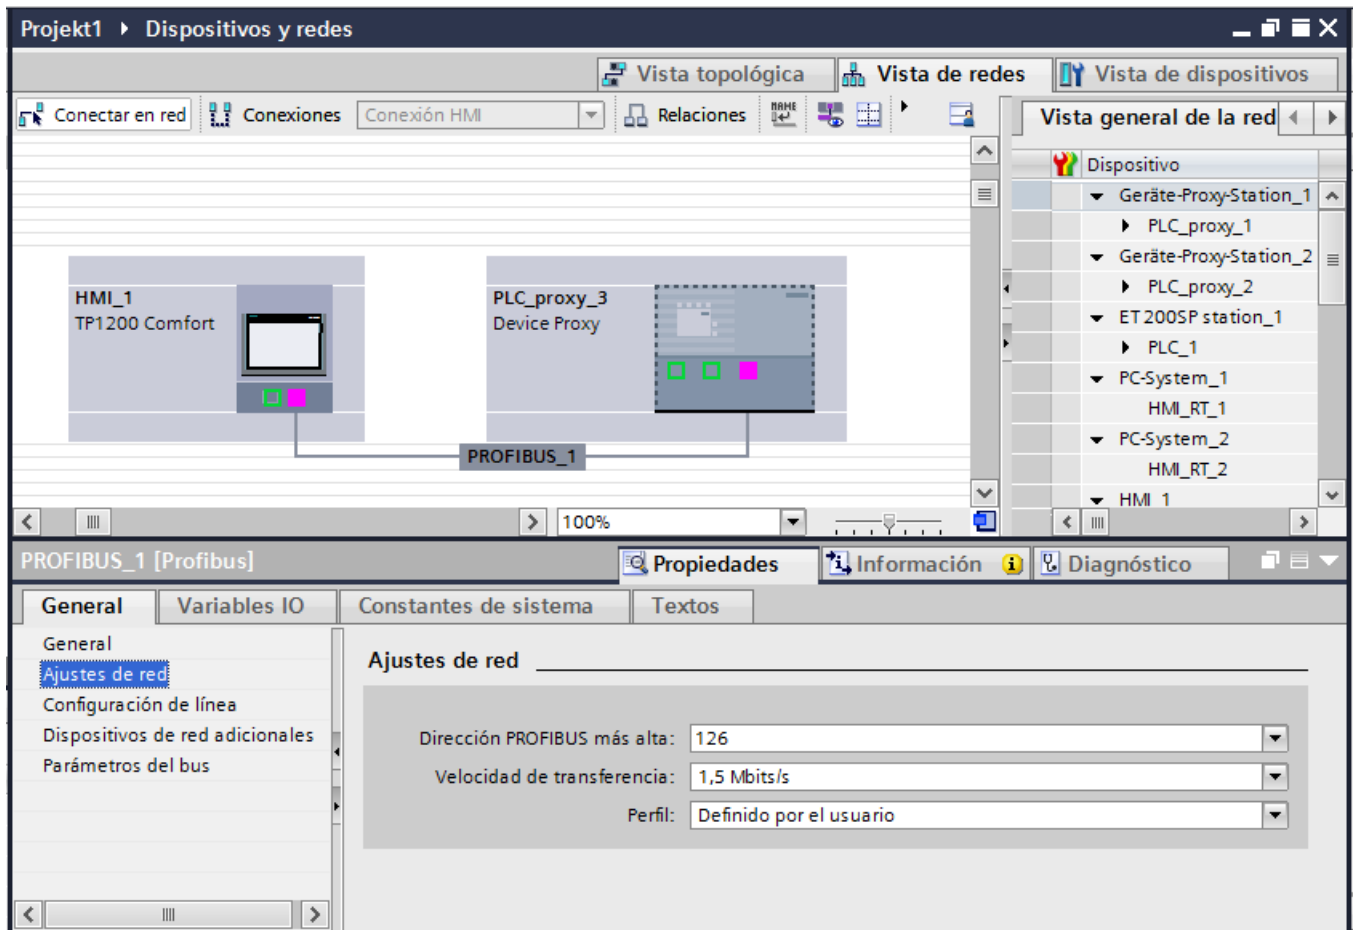 Projekt1 ▸ Dispositivos y redes
Vista topológica
Vista de redes
Vista de dispositivos
Conectar en red
Conexiones
Conexión HMI
NAME
Relaciones
Vista general de la red
Dispositivo
Geräte-Proxy-Station_1
PLC_proxy_1
Geräte-Proxy-Station_2
PLC_proxy_2
ET 200SP station_1
PLC_1
PC-System_1
HMI_RT_1
PC-System_2
HMI_RT_2
HMI_1
HMI_1
TP1200 Comfort
PLC_proxy_3
Device Proxy
PROFIBUS_1
100%
PROFIBUS_1 [Profibus]
Propiedades
Información
Diagnóstico
General
Variables IO
Constantes de sistema
Textos
General
Ajustes de red
Configuración de línea
Dispositivos de red adicionales
Parámetros del bus
Ajustes de red
Dirección PROFIBUS más alta: 126
Velocidad de transferencia: 1,5 Mbits/s
Perfil: Definido por el usuario